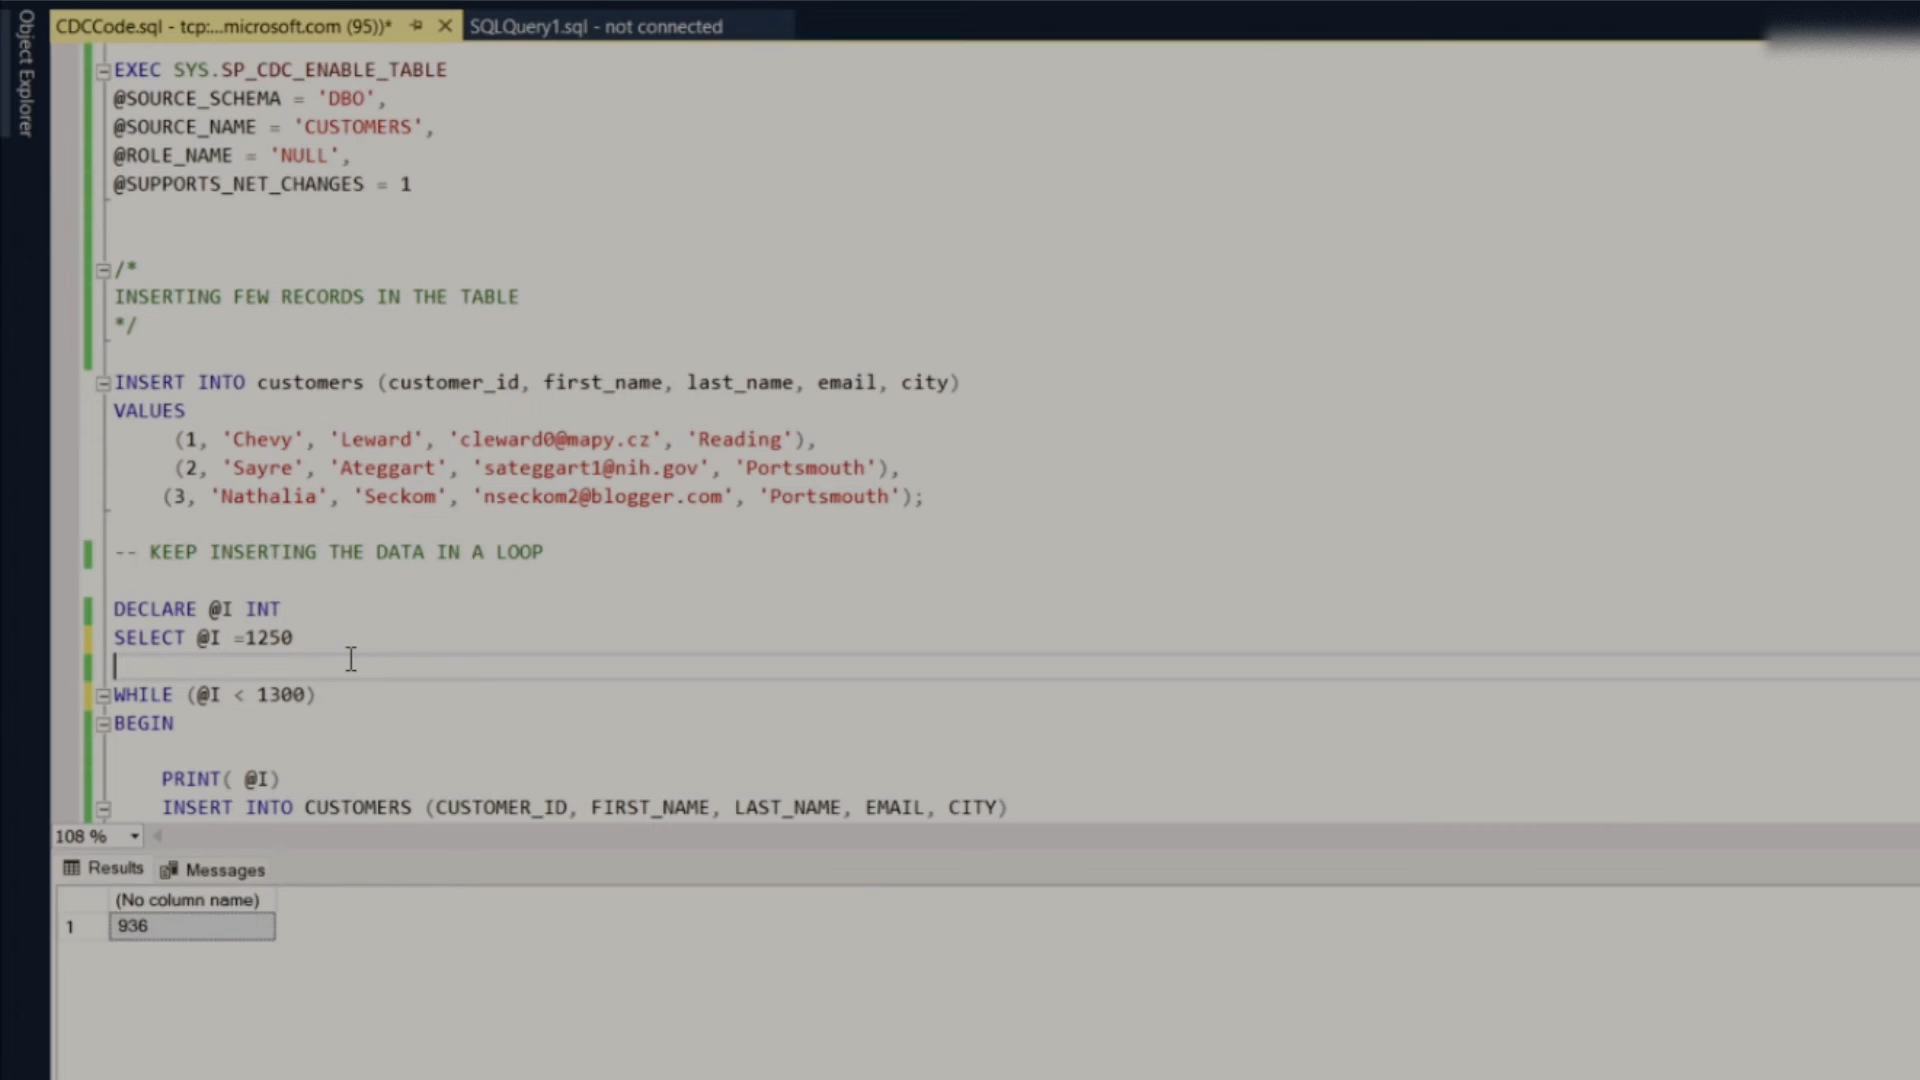 Object Explorer
CDCCode.sql - tcp:...microsoft.com (95))* SQLQuery1.sql - not connected
EXEC SYS.SP_CDC_ENABLE_TABLE
@SOURCE_SCHEMA = 'DBO',
@SOURCE_NAME = 'CUSTOMERS',
@ROLE_NAME = 'NULL',
@SUPPORTS_NET_CHANGES = 1
/*
INSERTING FEW RECORDS IN THE TABLE
*/
INSERT INTO customers (customer_id, first_name, last_name, email, city)
VALUES
(1, 'Chevy', 'Leward', 'cleward0@mapy.cz', 'Reading'),
(2, 'Sayre', 'Ateggart', 'sateggart1@nih.gov', 'Portsmouth'),
(3, 'Nathalia', 'Seckom', 'nseckom2@blogger.com', 'Portsmouth');
-- KEEP INSERTING THE DATA IN A LOOP
DECLARE @I INT
SELECT @I =1250
WHILE (@I < 1300)
BEGIN
PRINT( @I)
INSERT INTO CUSTOMERS (CUSTOMER_ID, FIRST_NAME, LAST_NAME, EMAIL, CITY)
108 %
Results Messages
(No column name)
1 936